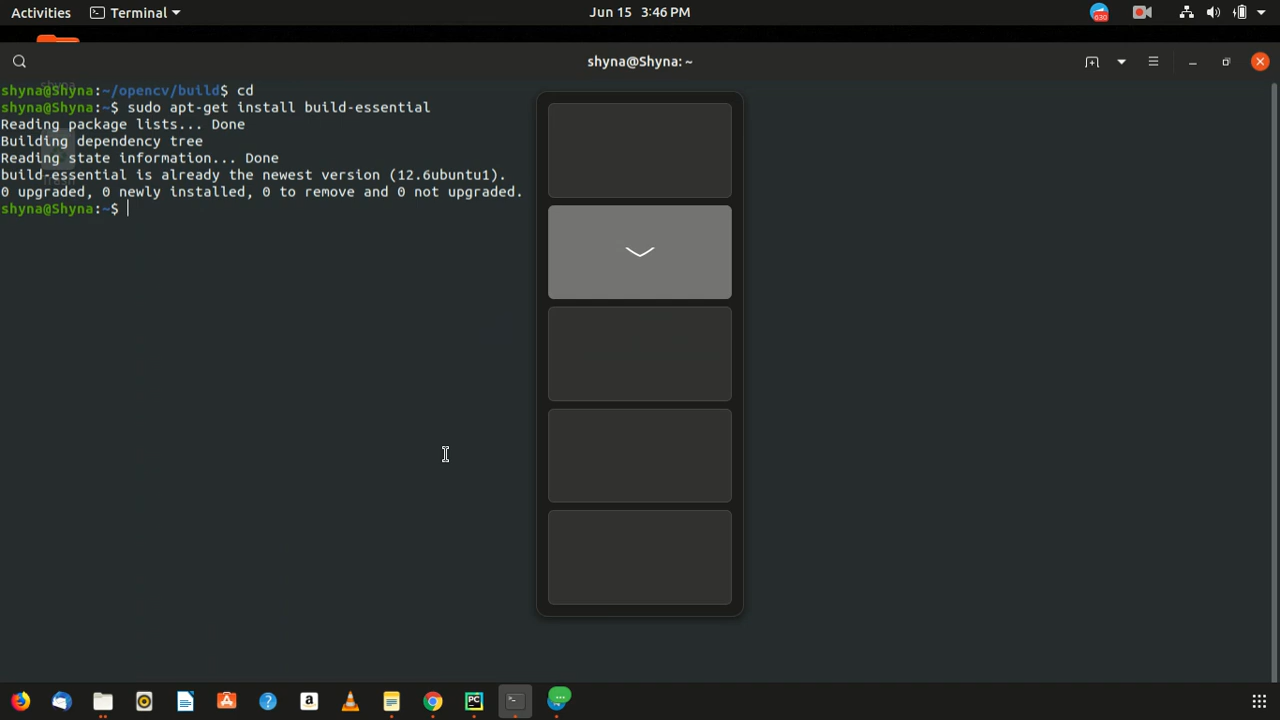 Activities Terminal Jun 15 3:46 PM 630
shyna@Shyna: ~
shyna@Shyna:~/opencv/build$ cd
shyna@Shyna:~$ sudo apt-get install build-essential
Reading package lists... Done
Building dependency tree
Reading state information... Done
build-essential is already the newest version (12.6ubuntu1).
0 upgraded, 0 newly installed, 0 to remove and 0 not upgraded.
shyna@Shyna:~$